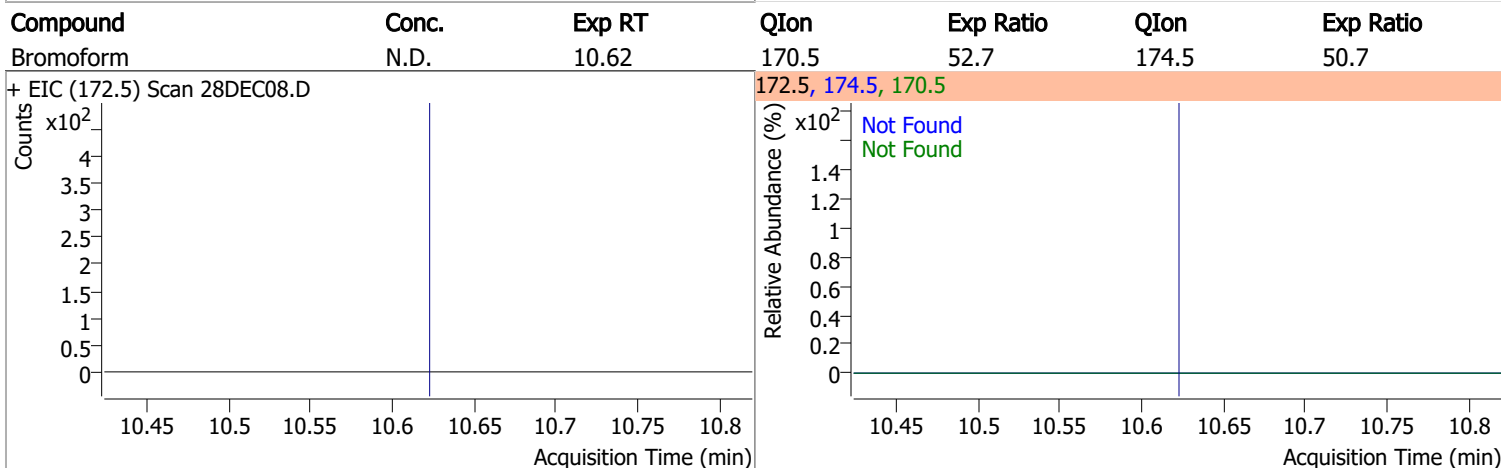 Compound Conc. Exp RT QIon Exp Ratio QIon Exp Ratio
Bromoform N.D. 10.62 170.5 52.7 174.5 50.7
+ EIC (172.5) Scan 28DEC08.D
Counts
x10²
4
3.5
3
2.5
2
1.5
1
0.5
0
10.45 10.5 10.55 10.6 10.65 10.7 10.75 10.8
Acquisition Time (min)
172.5, 174.5, 170.5
Relative Abundance (%)
x10²
Not Found
Not Found
1.4
1.2
1
0.8
0.6
0.4
0.2
0
10.45 10.5 10.55 10.6 10.65 10.7 10.75 10.8
Acquisition Time (min)